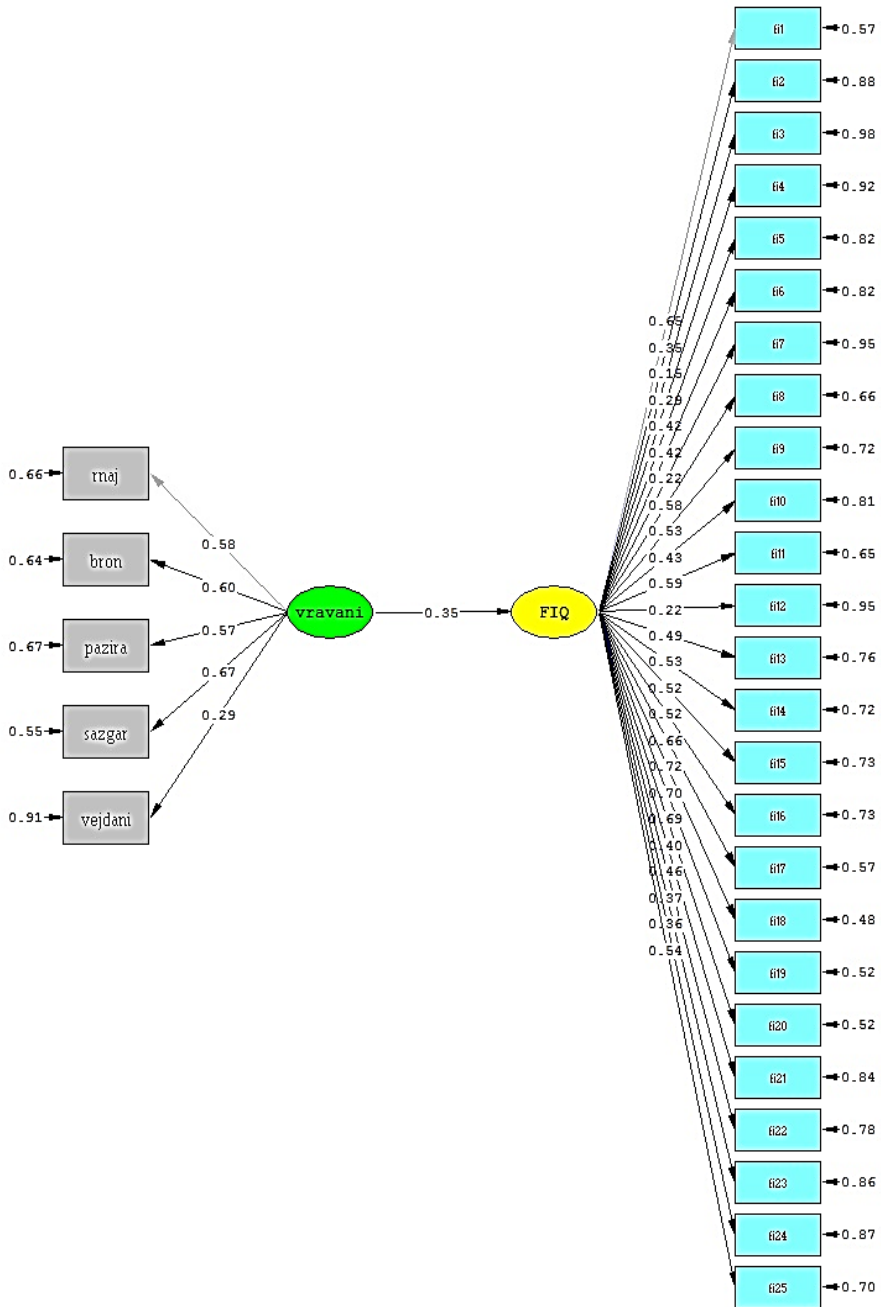 0.66
rnaj
0.64
bron
0.67
pazira
0.55
sazgar
0.91
vejdani
0.58
0.60
0.57
0.67
0.29
vravani
0.35
FIQ
0.65
0.35
0.15
0.29
0.42
0.42
0.22
0.58
0.53
0.43
0.59
0.22
0.49
0.53
0.52
0.52
0.66
0.72
0.70
0.69
0.40
0.46
0.37
0.36
0.54
fi1 0.57
fi2 0.88
fi3 0.98
fi4 0.92
fi5 0.82
fi6 0.82
fi7 0.95
fi8 0.66
fi9 0.72
fi10 0.81
fi11 0.65
fi12 0.95
fi13 0.76
fi14 0.72
fi15 0.73
fi16 0.73
fi17 0.57
fi18 0.48
fi19 0.52
fi20 0.52
fi21 0.84
fi22 0.78
fi23 0.86
fi24 0.87
fi25 0.70